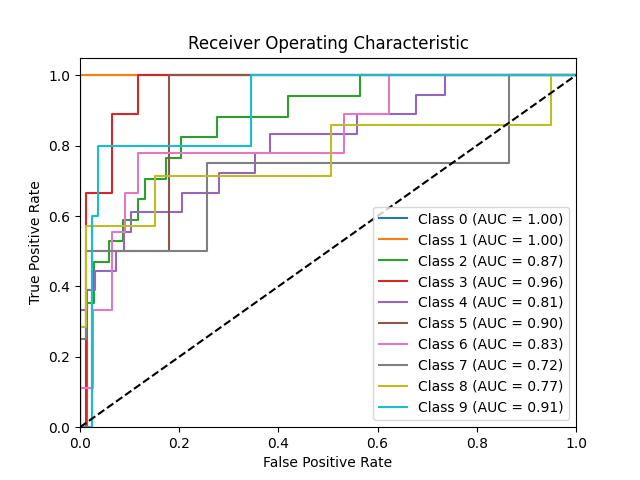 Receiver Operating Characteristic
True Positive Rate
1.0
0.8
0.6
0.4
0.2
0.0
Class 0 (AUC = 1.00)
Class 1 (AUC = 1.00)
Class 2 (AUC = 0.87)
Class 3 (AUC = 0.96)
Class 4 (AUC = 0.81)
Class 5 (AUC = 0.90)
Class 6 (AUC = 0.83)
Class 7 (AUC = 0.72)
Class 8 (AUC = 0.77)
Class 9 (AUC = 0.91)
0.0 0.2 0.4 0.6 0.8 1.0
False Positive Rate